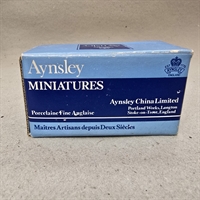 Aynsley
MINIATURES
Aynsley China Limited
Portland Works, Longton
Stoke-on-Trent, England
Porcelaine Fine Anglaise
Maîtres Artisans depuis Deux Siècles